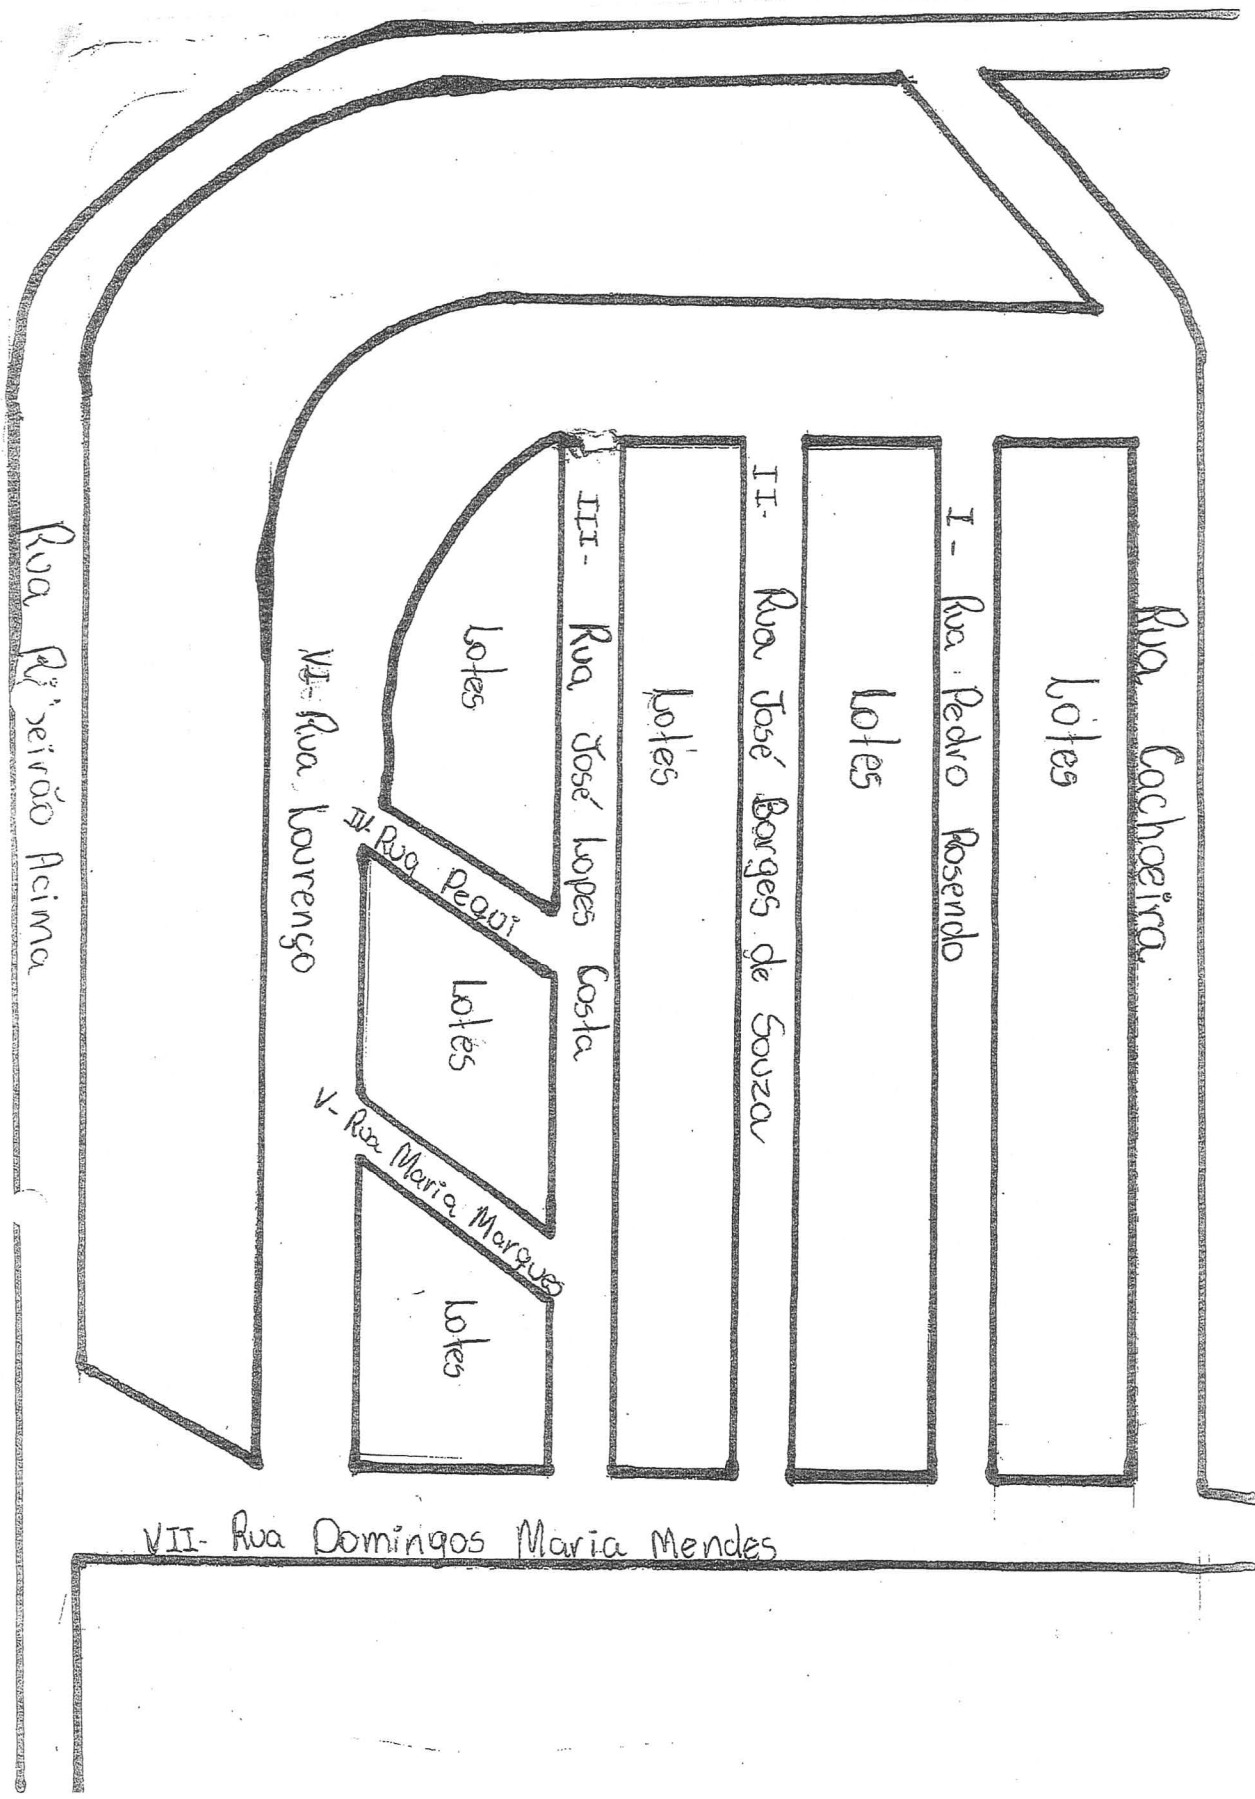 Rua Cachoeira
Lotes
I - Rua Pedro Rosendo
Lotes
II - Rua José Borges de Souza
Lotes
III - Rua José Lopes Costa
Lotes
IV - Rua Pequi
Lotes
V - Rua Maria Marques
Lotes
VI - Rua Lourenço
Rua Acima
VII - Rua Domingos Maria Mendes